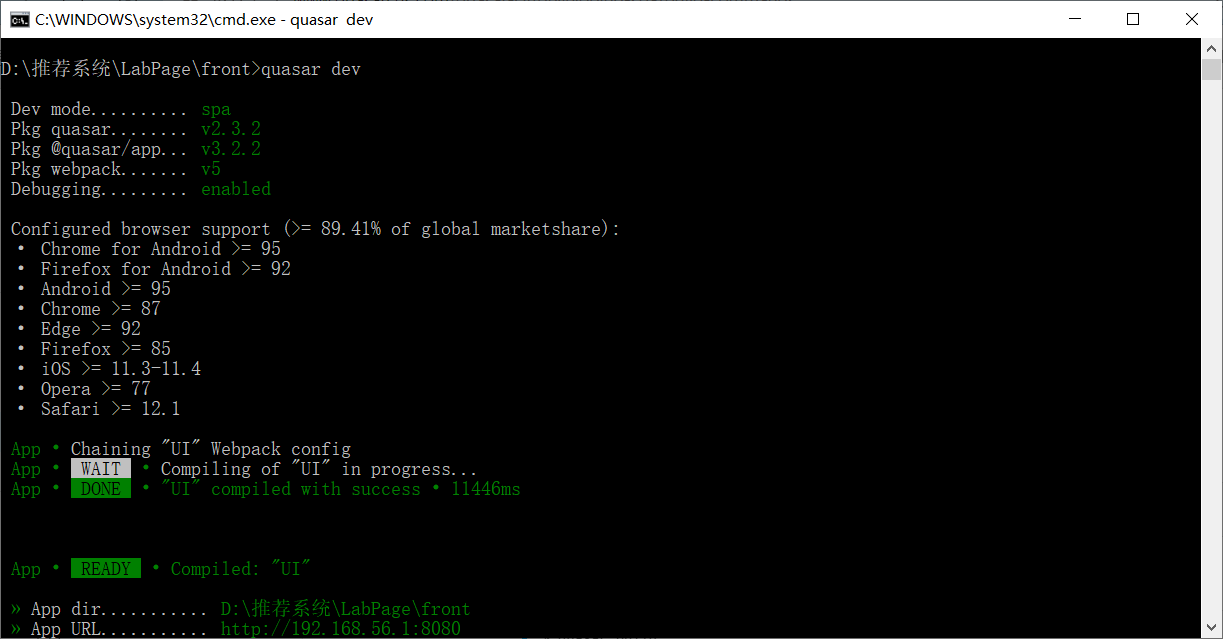 C:\WINDOWS\system32\cmd.exe - quasar dev
D:\推荐系统\LabPage\front>quasar dev
Dev mode.......... spa
Pkg quasar........ v2.3.2
Pkg @quasar/app... v3.2.2
Pkg webpack....... v5
Debugging......... enabled
Configured browser support (>= 89.41% of global marketshare):
• Chrome for Android >= 95
• Firefox for Android >= 92
• Android >= 95
• Chrome >= 87
• Edge >= 92
• Firefox >= 85
• iOS >= 11.3-11.4
• Opera >= 77
• Safari >= 12.1
App • Chaining "UI" Webpack config
App • WAIT • Compiling of "UI" in progress...
App • DONE • "UI" compiled with success • 11446ms
App • READY • Compiled: "UI"
» App dir........... D:\推荐系统\LabPage\front
» App URL........... http://192.168.56.1:8080